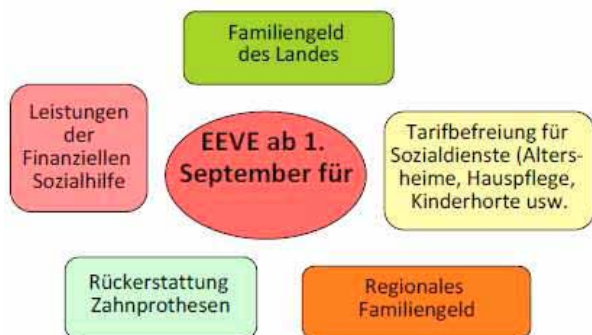 Familiengeld
des Landes
Leistungen
der
Finanziellen
Sozialhilfe
EEVE ab 1.
September für
Tarifbefreiung für
Sozialdienste (Alters-
heime, Hauspflege,
Kinderhorte usw.
Rückerstattung
Zahnprothesen
Regionales
Familiengeld